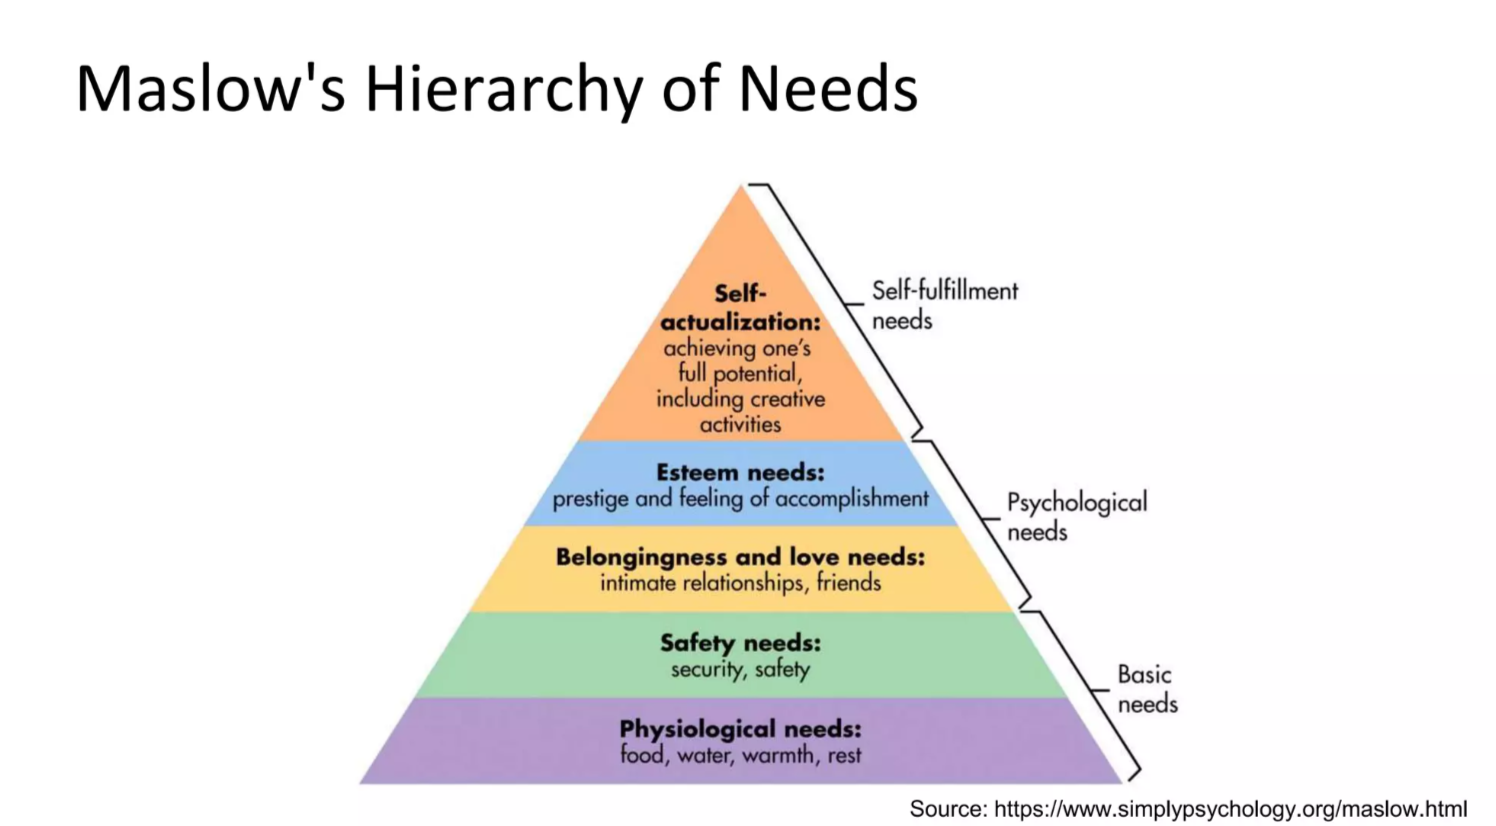 Maslow's Hierarchy of Needs
Self-
actualization:
achieving one's
full potential,
including creative
activities
Self-fulfillment
needs
Esteem needs:
prestige and feeling of accomplishment
Psychological
needs
Belongingness and love needs:
intimate relationships, friends
Safety needs:
security, safety
Basic
needs
Physiological needs:
food, water, warmth, rest
Source: https://www.simplypsychology.org/maslow.html